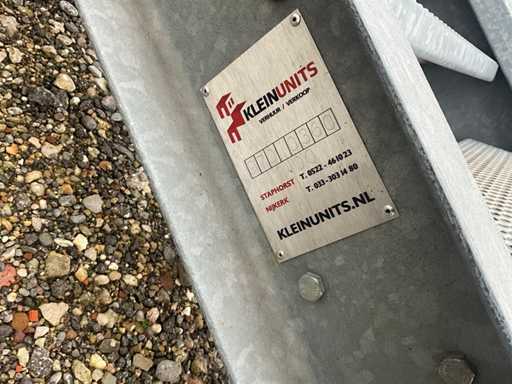 KLEINUNITS
VERHUUR / VERKOOP
STAPHORST T. 0522 - 461023
NIJKERK T. 033-303 14 80
KLEINUNITS.NL